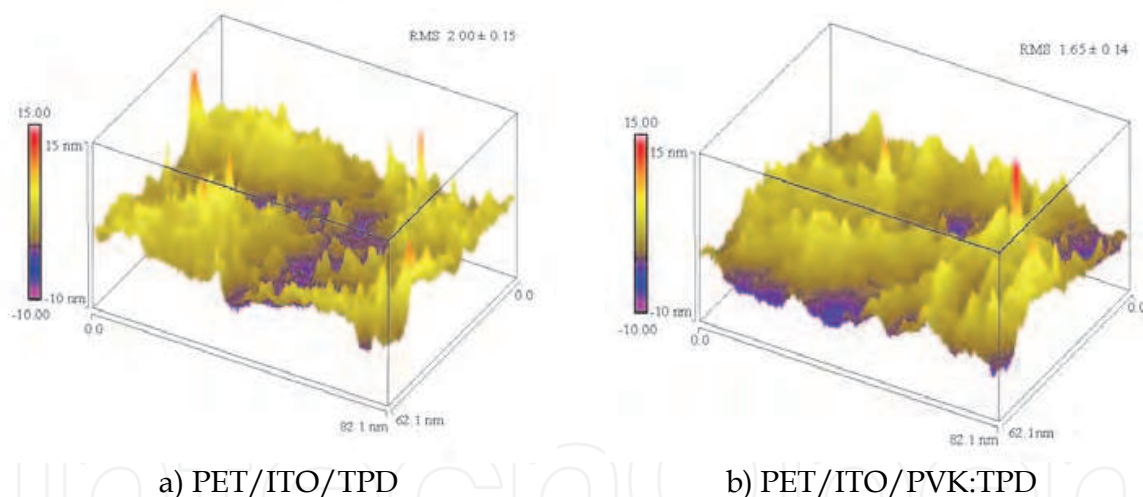 RMS 2.00 ± 0.15
15.00
15 nm
-10 nm
-10.00
0.0
82.1 nm
62.1 nm
0.0
a) PET/ITO/TPD
RMS 1.65 ± 0.14
15.00
15 nm
-10 nm
-10.00
0.0
82.1 nm
62.1nm
0.0
b) PET/ITO/PVK:TPD